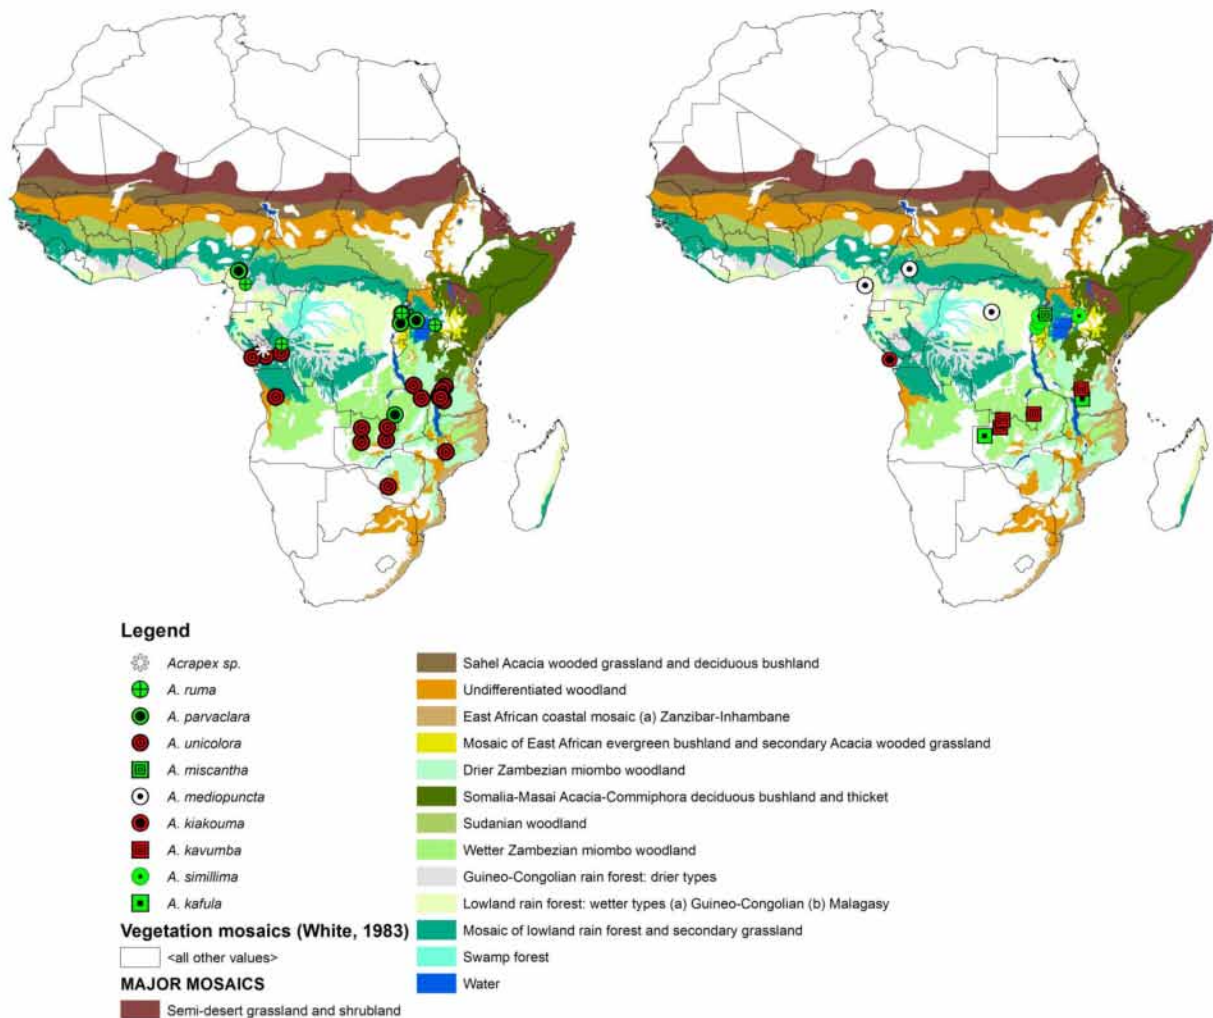 Legend
Acrapex sp.
A. ruma
A. parvaclara
A. unicolora
A. miscantha
A. mediopuncta
A. kiakouma
A. kavumba
A. simillima
A. kafula
Vegetation mosaics (White, 1983)
<all other values>
MAJOR MOSAICS
Semi-desert grassland and shrubland
Sahel Acacia wooded grassland and deciduous bushland
Undifferentiated woodland
East African coastal mosaic (a) Zanzibar-Inhambane
Mosaic of East African evergreen bushland and secondary Acacia wooded grassland
Drier Zambezian miombo woodland
Somalia-Masai Acacia-Commiphora deciduous bushland and thicket
Sudanian woodland
Wetter Zambezian miombo woodland
Guineo-Congolian rain forest: drier types
Lowland rain forest: wetter types (a) Guineo-Congolian (b) Malagasy
Mosaic of lowland rain forest and secondary grassland
Swamp forest
Water